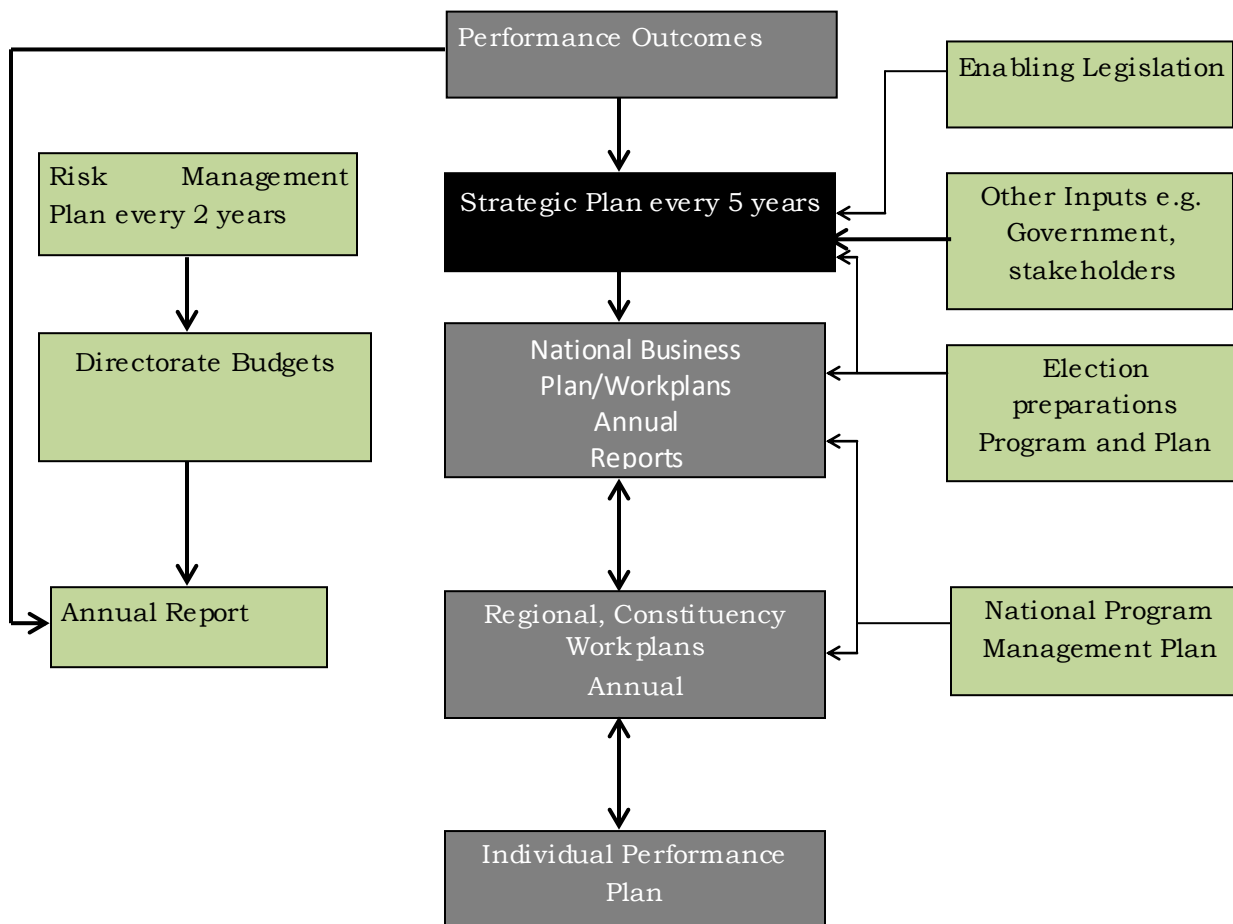 Performance Outcomes
Enabling Legislation
Risk Management
Plan every 2 years
Strategic Plan every 5 years
Other Inputs e.g.
Government,
stakeholders
Directorate Budgets
National Business
Plan/Workplans
Annual
Reports
Election
preparations
Program and Plan
Annual Report
Regional, Constituency
Workplans
Annual
National Program
Management Plan
Individual Performance
Plan